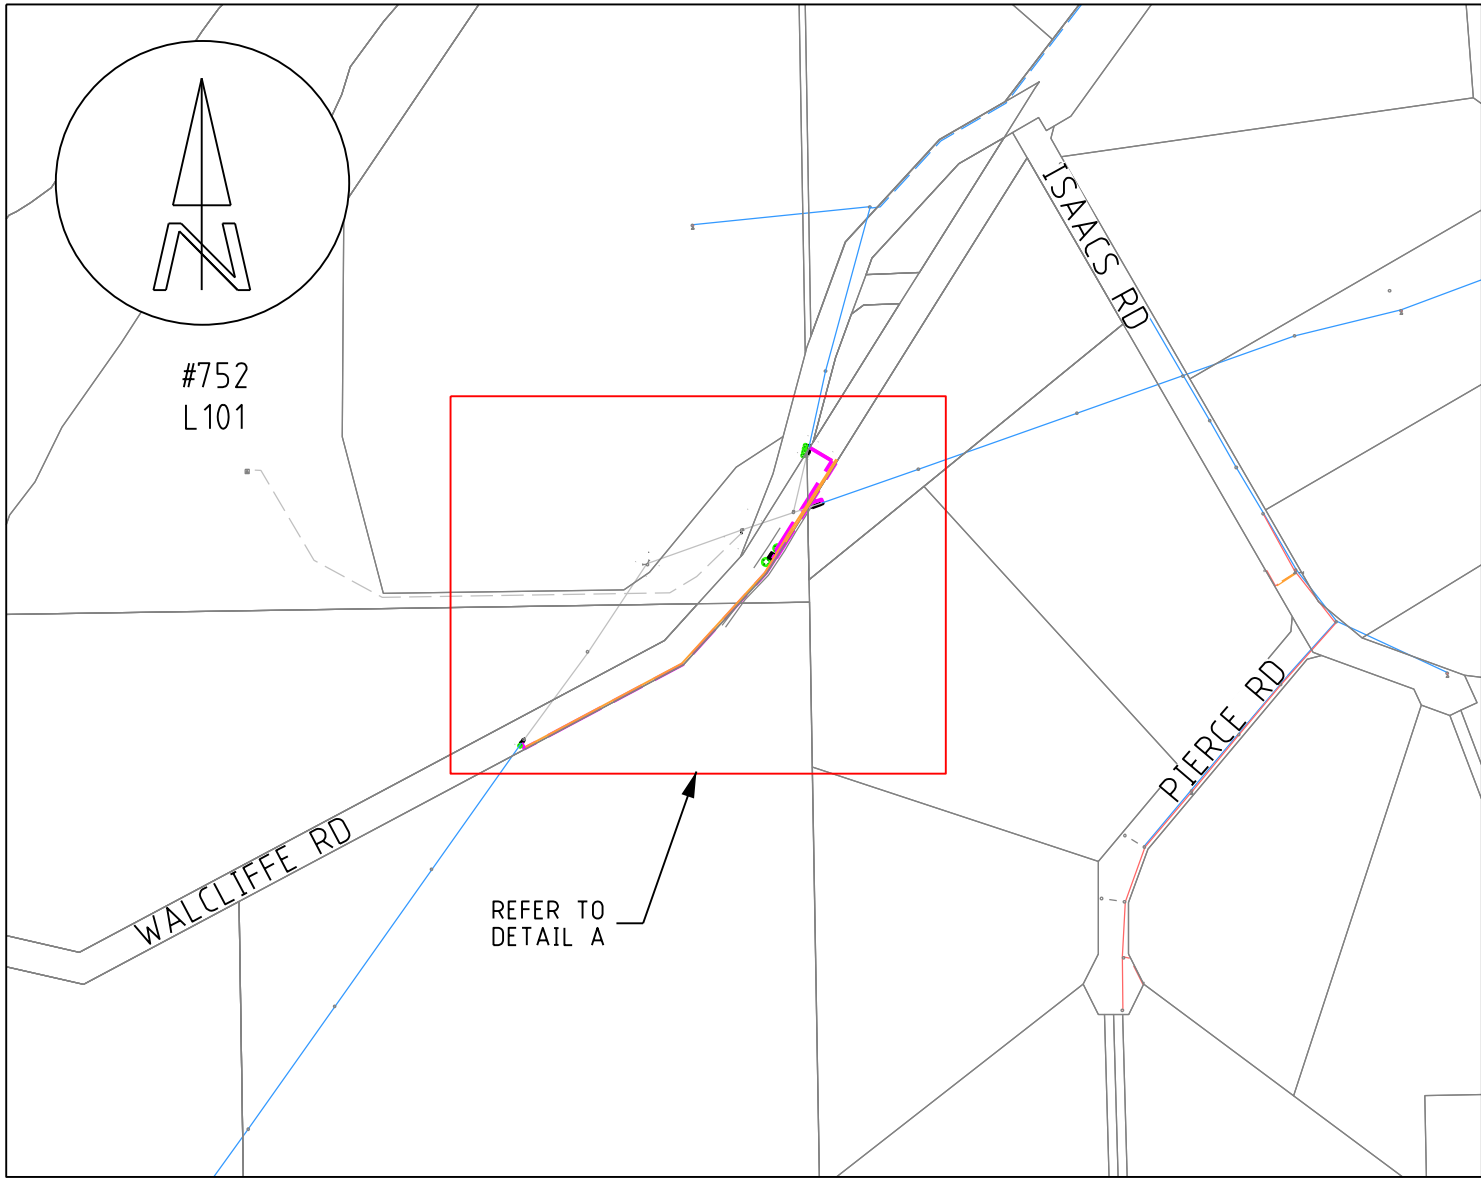 N
#752
L101
ISAACS RD
PIERCE RD
WALCLIFFE RD
REFER TO
DETAIL A